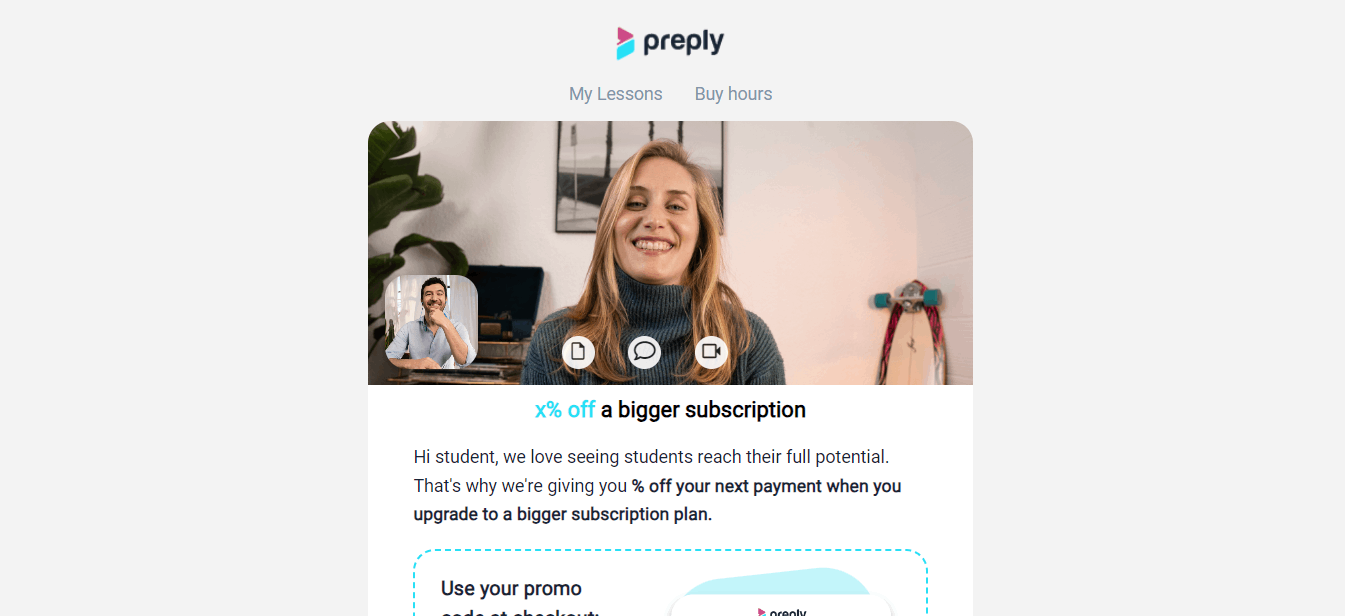 preply
My Lessons Buy hours
x% off a bigger subscription
Hi student, we love seeing students reach their full potential.
That's why we're giving you % off your next payment when you
upgrade to a bigger subscription plan.
Use your promo
code at checkout:
preply